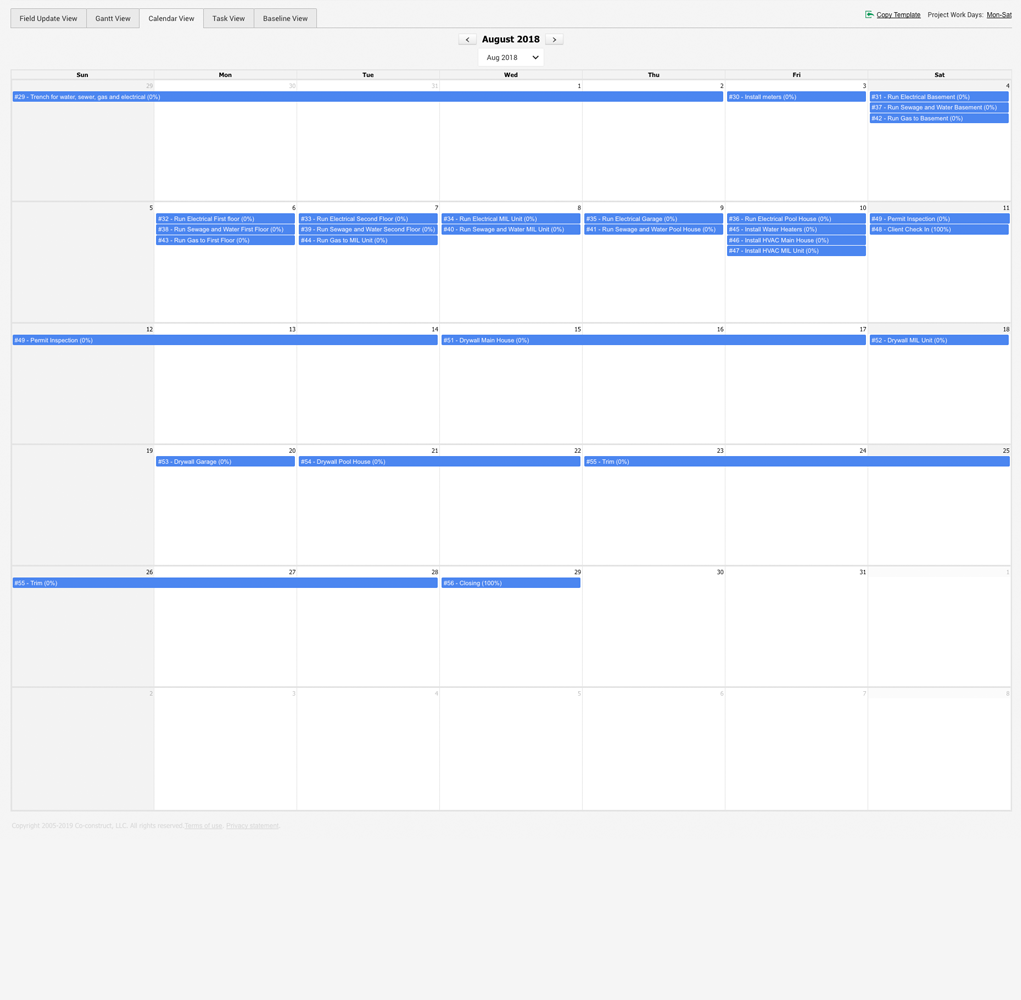 Field Update View Gantt View Calendar View Task View Baseline View Copy Template Project Work Days: Mon-Sat
< August 2018 >
Aug 2018
Sun Mon Tue Wed Thu Fri Sat
29 30 31 1 2 3 4
#29 - Trench for water, sewer, gas and electrical (0%) #30 - Install meters (0%) #31 - Run Electrical Basement (0%)
#37 - Run Sewage and Water Basement (0%)
#42 - Run Gas to Basement (0%)
5 6 7 8 9 10 11
#32 - Run Electrical First floor (0%) #33 - Run Electrical Second Floor (0%) #34 - Run Electrical MIL Unit (0%) #35 - Run Electrical Garage (0%) #36 - Run Electrical Pool House (0%) #49 - Permit Inspection (0%)
#38 - Run Sewage and Water First Floor (0%) #39 - Run Sewage and Water Second Floor (0%) #40 - Run Sewage and Water MIL Unit (0%) #41 - Run Sewage and Water Pool House (0%) #45 - Install Water Heaters (0%) #48 - Client Check In (100%)
#43 - Run Gas to First Floor (0%) #44 - Run Gas to MIL Unit (0%) #46 - Install HVAC Main House (0%)
#47 - Install HVAC MIL Unit (0%)
12 13 14 15 16 17 18
#49 - Permit Inspection (0%) #51 - Drywall Main House (0%) #52 - Drywall MIL Unit (0%)
19 20 21 22 23 24 25
#53 - Drywall Garage (0%) #54 - Drywall Pool House (0%) #55 - Trim (0%)
26 27 28 29 30 31 1
#55 - Trim (0%) #56 - Closing (100%)
2 3 4 5 6 7 8
Copyright 2005-2019 Co-construct, LLC. All rights reserved. Terms of use. Privacy statement.